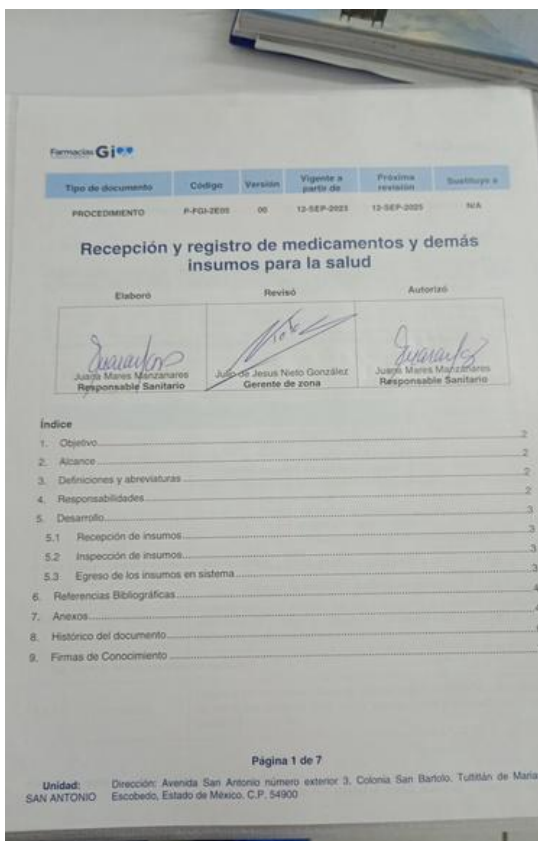 Farmacias Gi
Tipo de documento Código Versión Vigente a partir de Próxima revisión Sustituye a
PROCEDIMIENTO P-FGI-2E05 00 12-SEP-2023 12-SEP-2025 N/A
Recepción y registro de medicamentos y demás
insumos para la salud
Elaboró Revisó Autorizó
Juana Mares Manzanares Julio de Jesus Nieto González Juana Mares Manzanares
Responsable Sanitario Gerente de zona Responsable Sanitario
Índice
1. Objetivo 2
2. Alcance 2
3. Definiciones y abreviaturas 2
4. Responsabilidades 2
5. Desarrollo 3
5.1 Recepción de insumos 3
5.2 Inspección de insumos 3
5.3 Egreso de los insumos en sistema 3
6. Referencias Bibliográficas 4
7. Anexos
8. Histórico del documento
9. Firmas de Conocimiento
Página 1 de 7
Unidad: Dirección: Avenida San Antonio número exterior 3, Colonia San Bartolo, Tultitlán de Maria
SAN ANTONIO Escobedo, Estado de México, C.P. 54900